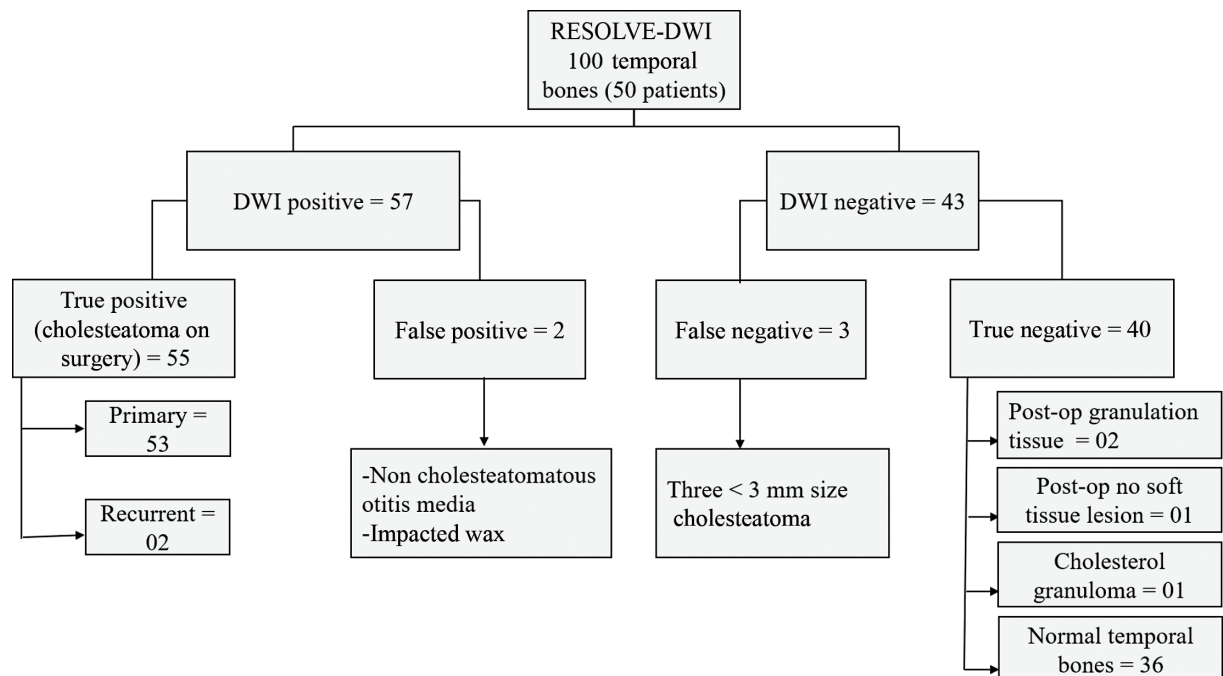 RESOLVE-DWI
100 temporal
bones (50 patients)
DWI positive = 57
DWI negative = 43
True positive
(cholesteatoma on
surgery) = 55
False positive = 2
False negative = 3
True negative = 40
Primary =
53
Recurrent =
02
-Non cholesteatomatous
otitis media
-Impacted wax
Three < 3 mm size
cholesteatoma
Post-op granulation
tissue = 02
Post-op no soft
tissue lesion = 01
Cholesterol
granuloma = 01
Normal temporal
bones = 36